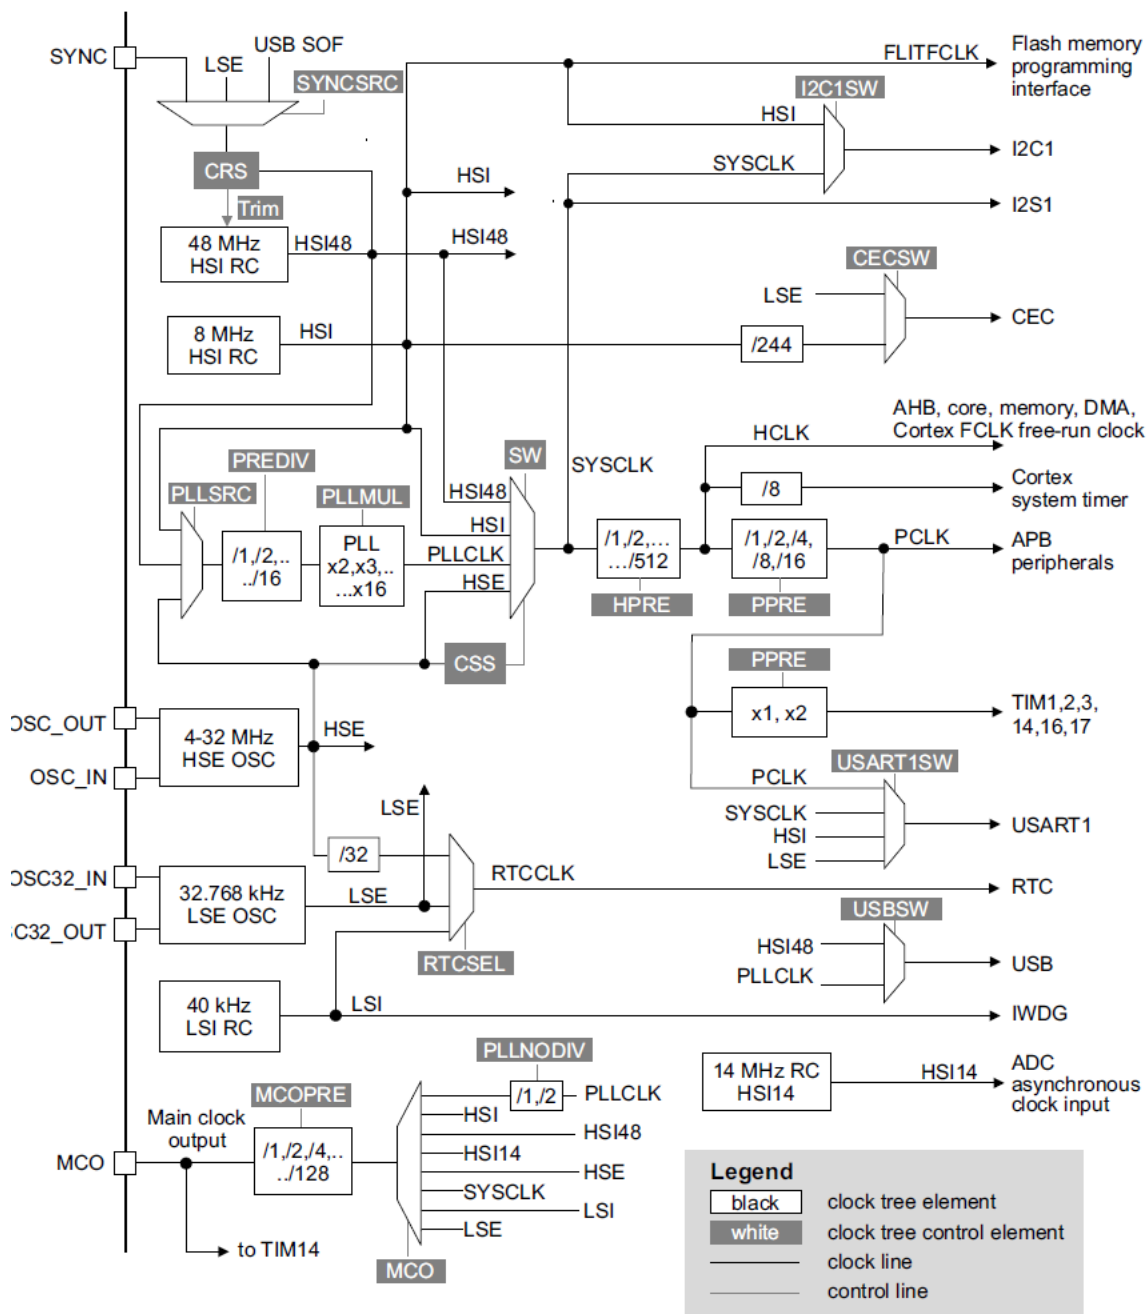 SYNC
USB SOF
LSE
SYNCSRC
CRS
Trim
48 MHz
HSI RC
HSI48
8 MHz
HSI RC
HSI
HSI
HSI48
FLITFCLK
Flash memory
programming
interface
I2C1SW
HSI
SYSCLK
I2C1
I2S1
CECSW
LSE
/244
CEC
AHB, core, memory, DMA,
Cortex FCLK free-run clock
HCLK
/8
Cortex
system timer
PLLSRC
PREDIV
/1,/2,..
../16
PLLMUL
PLL
x2,x3,..
...x16
SW
HSI48
HSI
PLLCLK
HSE
SYSCLK
/1,/2,...
.../512
HPRE
/1,/2,/4,
/8,/16
PPRE
PCLK
APB
peripherals
CSS
PPRE
x1, x2
TIM1,2,3,
14,16,17
OSC_OUT
OSC_IN
4-32 MHz
HSE OSC
HSE
LSE
/32
PCLK
SYSCLK
HSI
LSE
USART1SW
USART1
OSC32_IN
C32_OUT
32.768 kHz
LSE OSC
LSE
RTCCLK
RTC
RTCSEL
USBSW
HSI48
PLLCLK
USB
40 kHz
LSI RC
LSI
IWDG
14 MHz RC
HSI14
HSI14
ADC
asynchronous
clock input
PLLNODIV
/1,/2
PLLCLK
HSI
HSI48
HSI14
HSE
SYSCLK
LSI
LSE
MCO
MCOPRE
/1,/2,/4,..
../128
Main clock
output
MCO
to TIM14
Legend
black
clock tree element
white
clock tree control element
clock line
control line